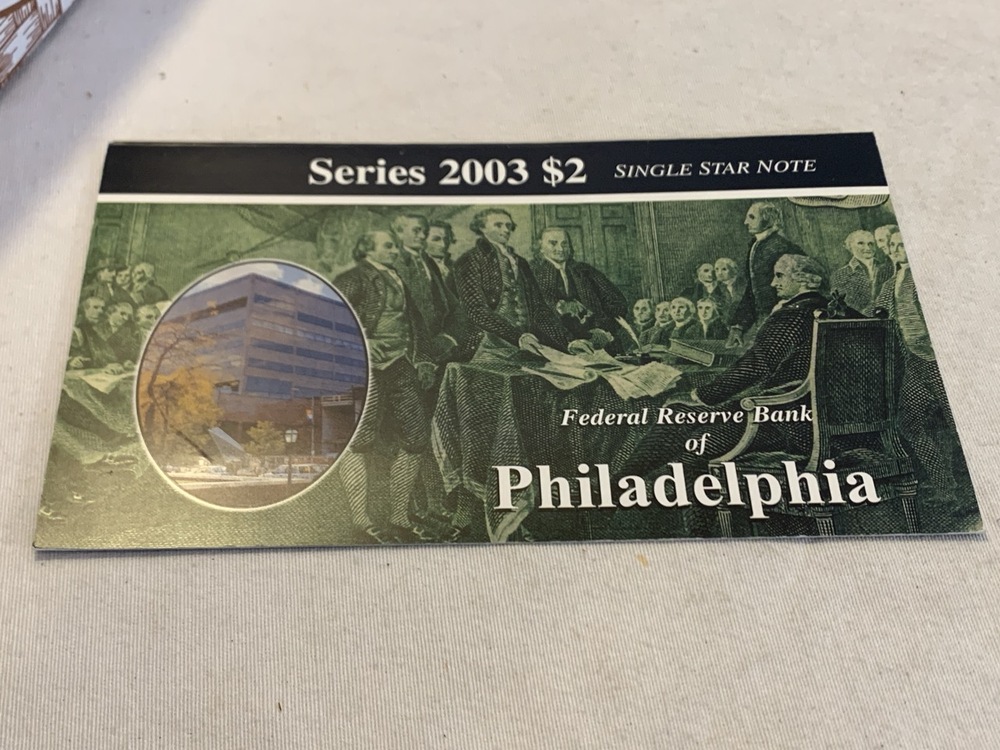 Series 2003 $2 SINGLE STAR NOTE
Federal Reserve Bank
of
Philadelphia